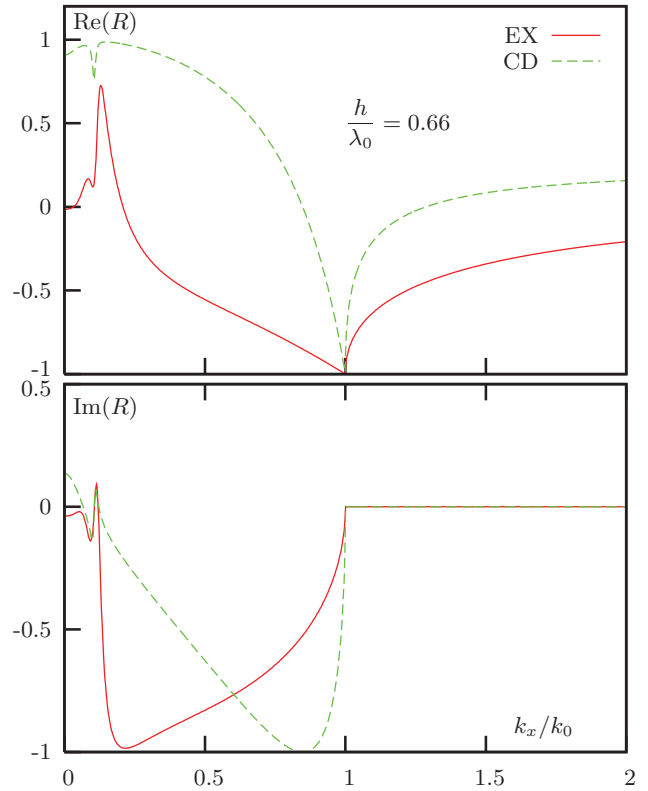 Re(R)
1
EX
CD
0.5
h/λ₀ = 0.66
0
-0.5
-1
0.5
Im(R)
0
-0.5
-1
kₓ/k₀
0 0.5 1 1.5 2